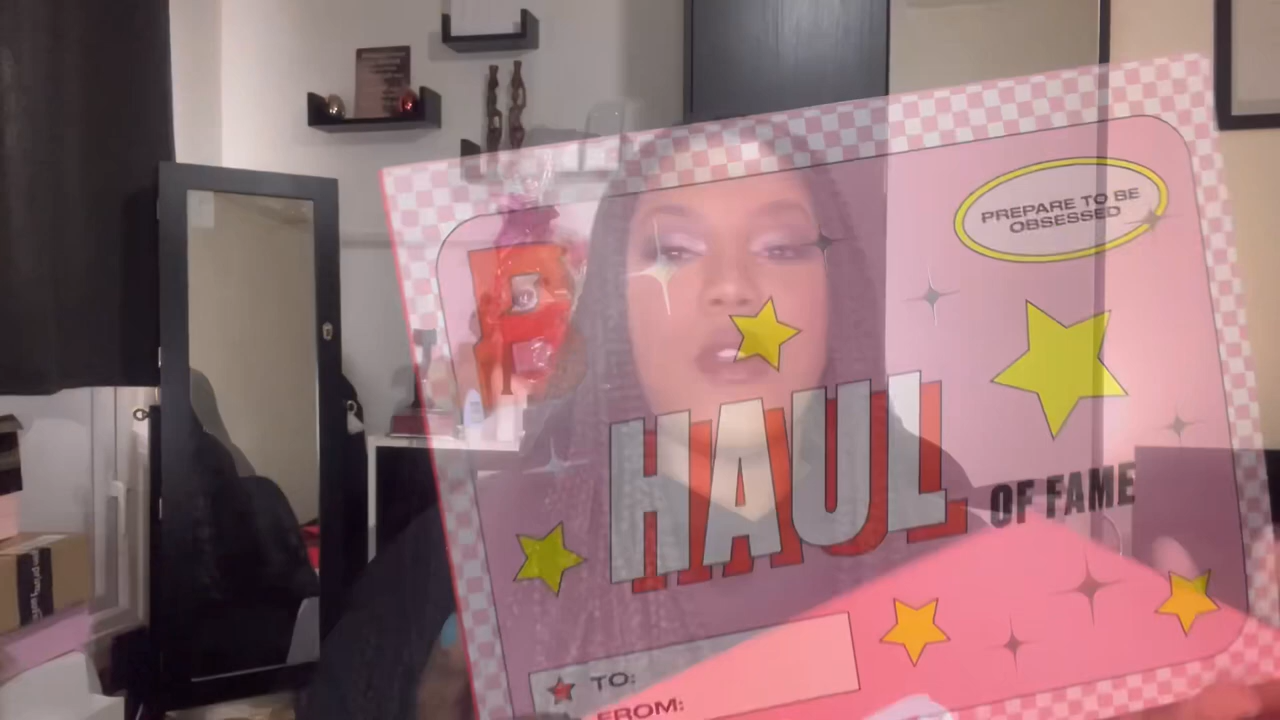 PREPARE TO BE
OBSESSED
P
HAUL
OF FAME
TO:
FROM: